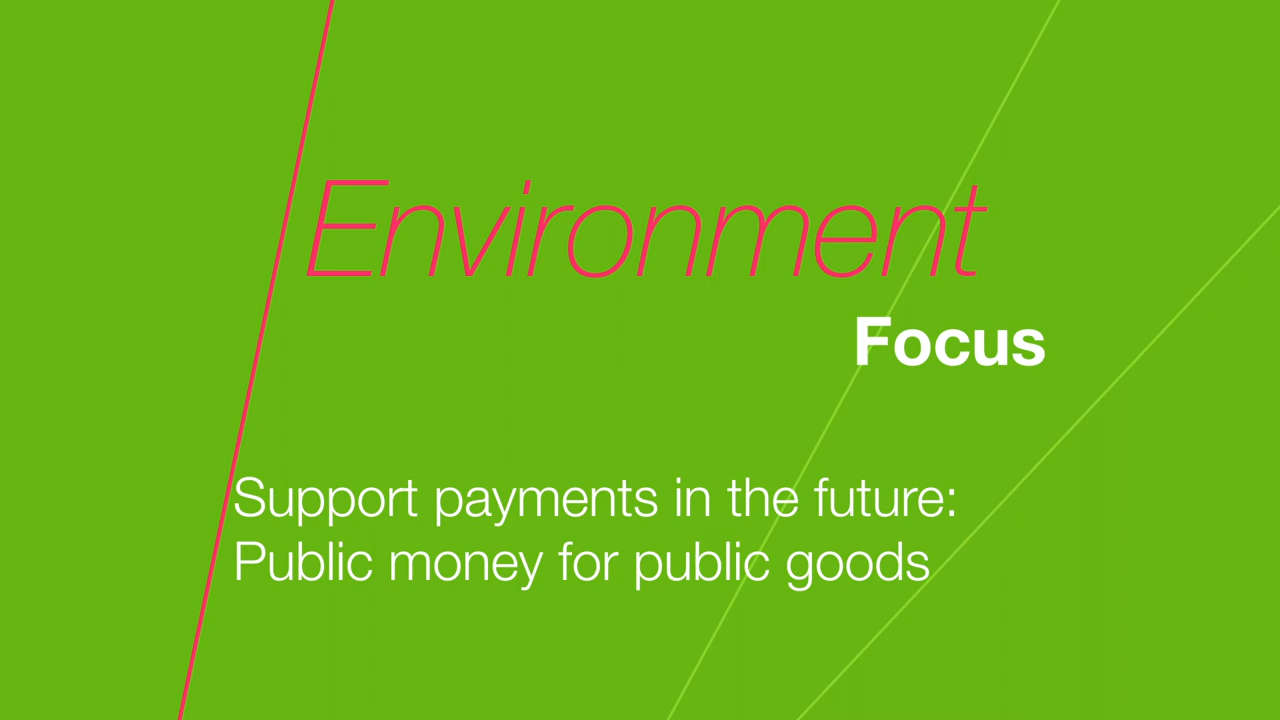 Environment
Focus
Support payments in the future:
Public money for public goods